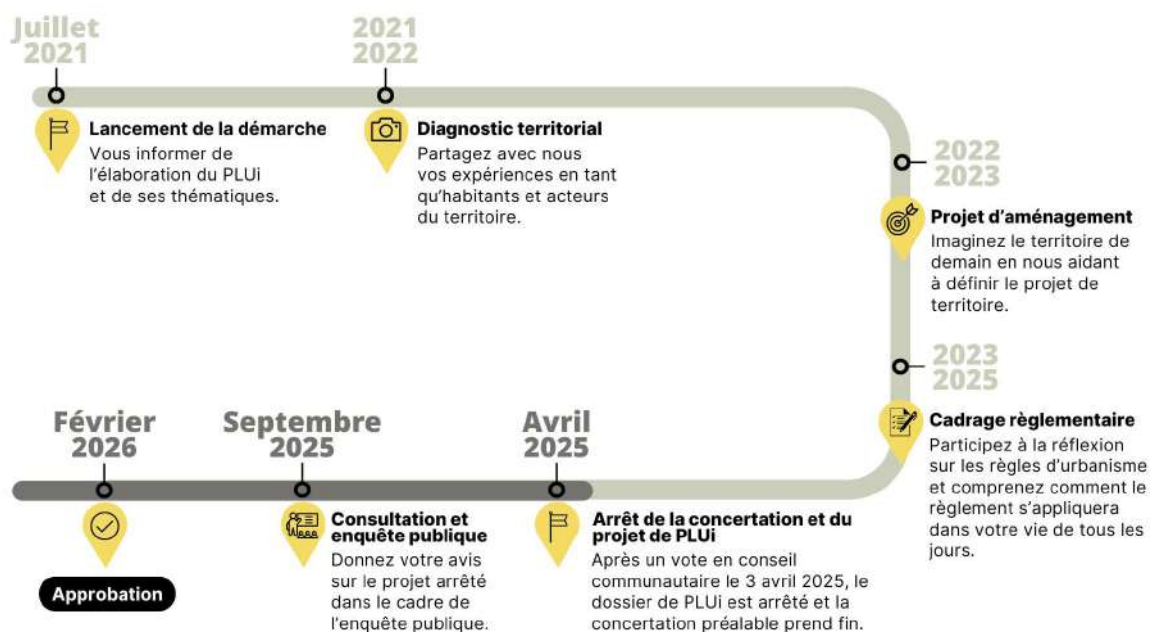 Juillet
2021
Lancement de la démarche
Vous informer de
l'élaboration du PLUi
et de ses thématiques.
2021
2022
Diagnostic territorial
Partagez avec nous
vos expériences en tant
qu'habitants et acteurs
du territoire.
2022
2023
Projet d'aménagement
Imaginez le territoire de
demain en nous aidant
à définir le projet de
territoire.
2023
2025
Cadrage règlementaire
Participez à la réflexion
sur les règles d'urbanisme
et comprenez comment le
règlement s'appliquera
dans votre vie de tous les
jours.
Avril
2025
Arrêt de la concertation et du
projet de PLUi
Après un vote en conseil
communautaire le 3 avril 2025, le
dossier de PLUi est arrêté et la
concertation préalable prend fin.
Septembre
2025
Consultation et
enquête publique
Donnez votre avis
sur le projet arrêté
dans le cadre de
l'enquête publique.
Février
2026
Approbation